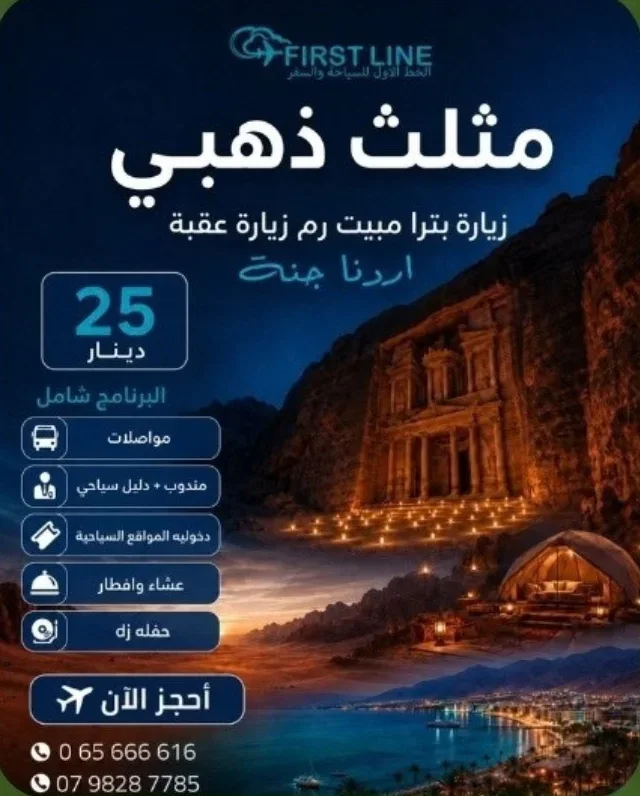 FIRST LINE
الخط الاول للسياحة والسفر
مثلث ذهبي
زيارة بترا مبيت رم زيارة عقبة
اردنا جنة
25
دينار
البرنامج شامل
مواصلات
مندوب + دليل سياحي
دخوليه المواقع السياحية
عشاء وافطار
حفله dj
أحجز الآن
0 65 666 616
07 9828 7785